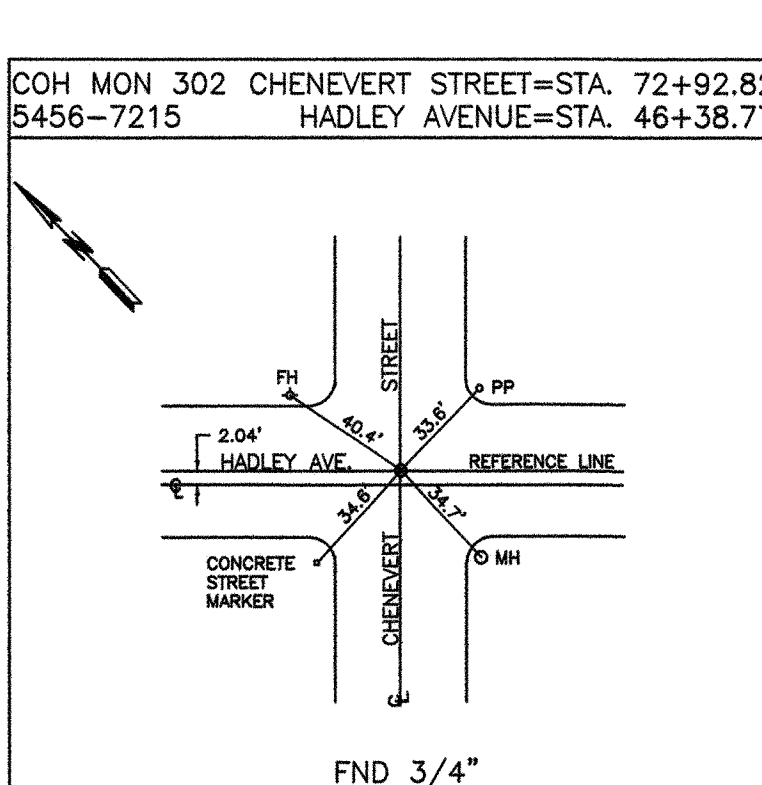 COH MON 302 CHENEVERT STREET=STA. 72+92.82
5456-7215 HADLEY AVENUE=STA. 46+38.77
N
STREET
FH
PP
40.4'
33.6'
2.04'
HADLEY AVE.
REFERENCE LINE
℄
34.6'
34.7'
CONCRETE
STREET
MARKER
MH
CHENEVERT
℄
FND 3/4"